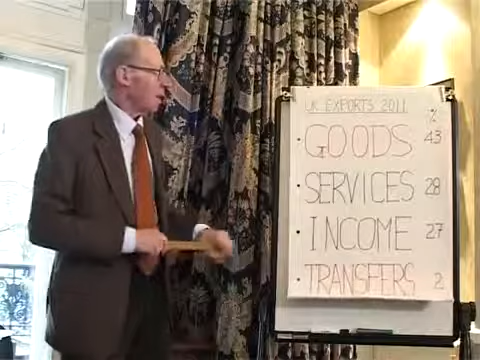 UK EXPORTS 2011 %
• GOODS 43
• SERVICES 28
• INCOME 27
• TRANSFERS 2